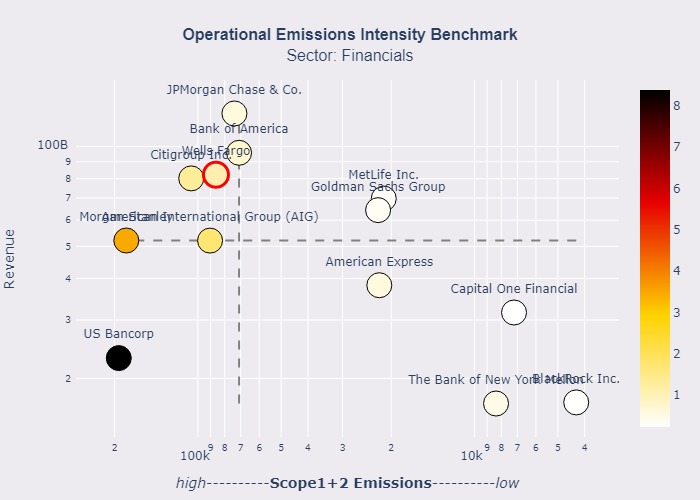 Operational Emissions Intensity Benchmark
Sector: Financials
JPMorgan Chase & Co.
Bank of America
Wells Fargo
Citigroup Inc.
MetLife Inc.
Goldman Sachs Group
Morgan Stanley
American International Group (AIG)
American Express
Capital One Financial
US Bancorp
The Bank of New York Mellon
BlackRock Inc.
Revenue
100B
9
8
7
6
5
4
3
2
2
100k
9
8
7
6
5
4
3
2
10k
9
8
7
6
5
4
high----------Scope1+2 Emissions----------low
8
7
6
5
4
3
2
1